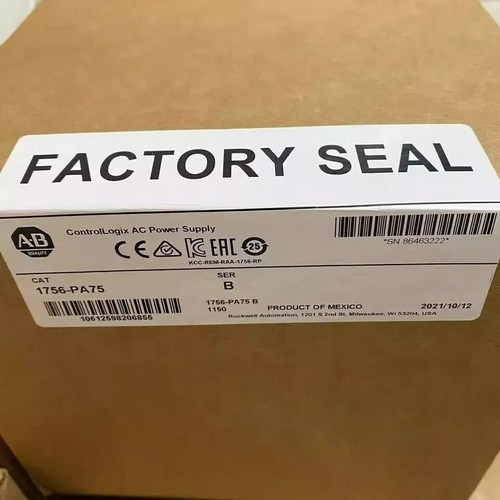 FACTORY SEAL
A-B
QUALITY
ControlLogix AC Power Supply
CE
EAC
25
KCC-REM-RAA-1756-RP
*SN 86463222*
CAT
1756-PA75
SER
B
10612598206855
1756-PA75 B
1150
PRODUCT OF MEXICO
2021/10/12
Rockwell Automation, 1201 S 2nd St, Milwaukee, WI 53204, USA